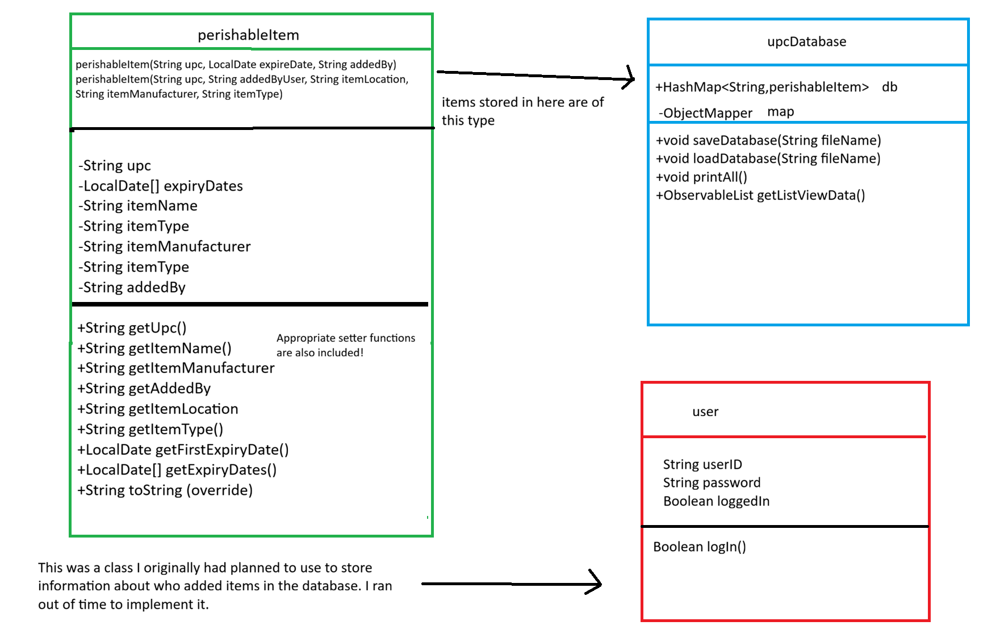 perishableItem
perishableItem(String upc, LocalDate expireDate, String addedBy)
perishableItem(String upc, String addedByUser, String itemLocation,
String itemManufacturer, String itemType)
-String upc
-LocalDate[] expiryDates
-String itemName
-String itemType
-String itemManufacturer
-String itemType
-String addedBy
+String getUpc()
+String getItemName()
+String getItemManufacturer
+String getAddedBy
+String getItemLocation
+String getItemType()
+LocalDate getFirstExpiryDate()
+LocalDate[] getExpiryDates()
+String toString (override)
Appropriate setter functions
are also included!
items stored in here are of
this type
upcDatabase
+HashMap<String,perishableItem> db
-ObjectMapper map
+void saveDatabase(String fileName)
+void loadDatabase(String fileName)
+void printAll()
+ObservableList getListViewData()
user
String userID
String password
Boolean loggedIn
Boolean logIn()
This was a class I originally had planned to use to store
information about who added items in the database. I ran
out of time to implement it.